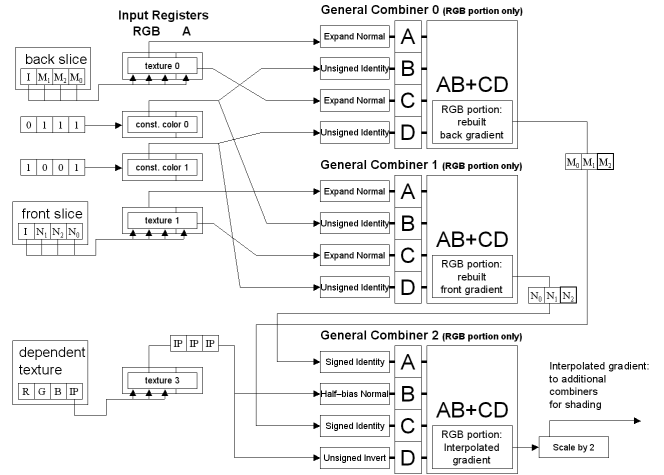 Input Registers
RGB A
General Combiner 0 (RGB portion only)
back slice
I M₁ M₂ M₀
texture 0
0 1 1 1
const. color 0
1 0 0 1
const. color 1
Expand Normal A
Unsigned Identity B
Expand Normal C
Unsigned Identity D
AB+CD
RGB portion:
rebuilt
back gradient
M₀ M₁ M₂
General Combiner 1 (RGB portion only)
front slice
I N₁ N₂ N₀
texture 1
Expand Normal A
Unsigned Identity B
Expand Normal C
Unsigned Identity D
AB+CD
RGB portion:
rebuilt
front gradient
N₀ N₁ N₂
General Combiner 2 (RGB portion only)
dependent
texture
R G B IP
IP IP IP
texture 3
Signed Identity A
Half–bias Normal B
Signed Identity C
Unsigned Invert D
AB+CD
RGB portion:
Interpolated
gradient
Interpolated gradient:
to additional
combiners
for shading
Scale by 2